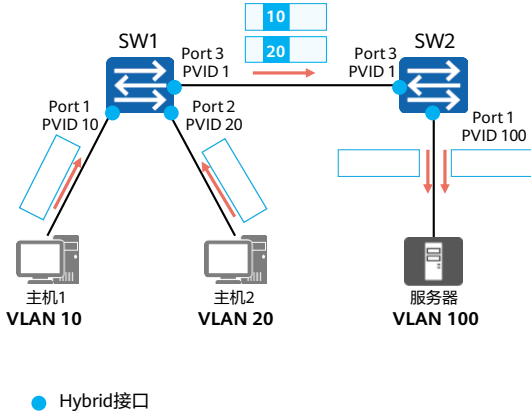 10
20
SW1
SW2
Port 3
PVID 1
Port 3
PVID 1
Port 1
PVID 10
Port 2
PVID 20
Port 1
PVID 100
主机1
VLAN 10
主机2
VLAN 20
服务器
VLAN 100
Hybrid接口